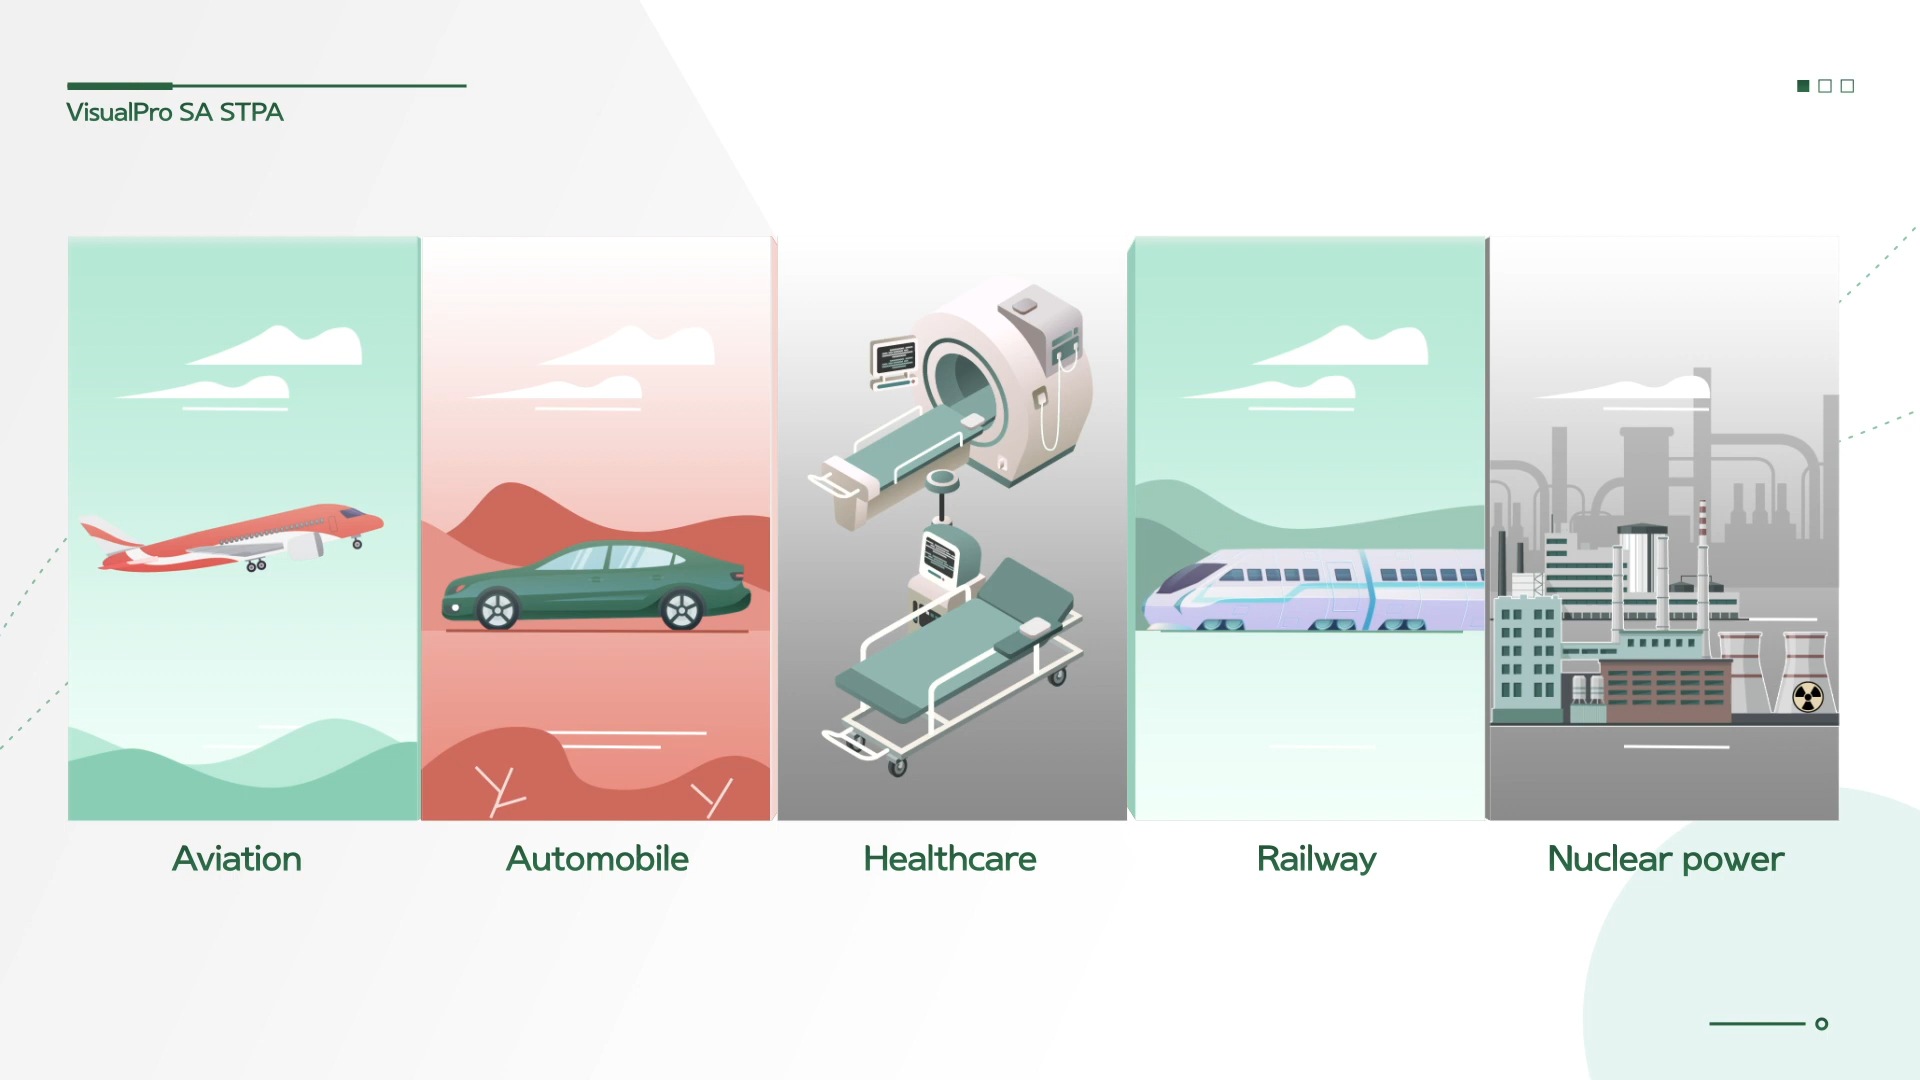 VisualPro SA STPA
Aviation
Automobile
Healthcare
Railway
Nuclear power